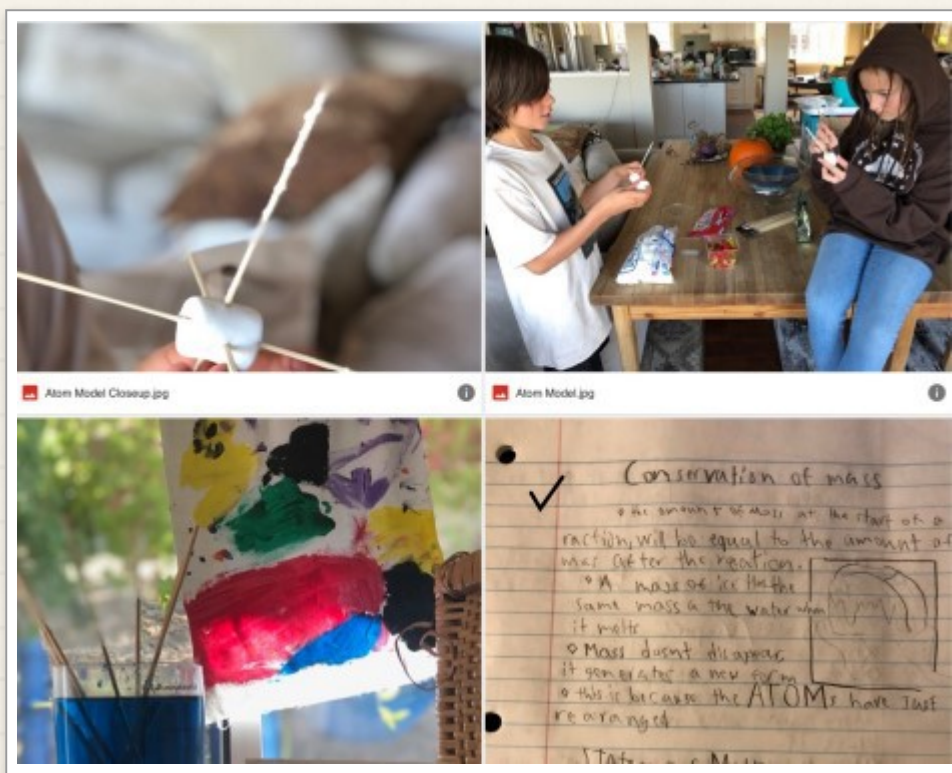 Atom Model Closeup.jpg
Atom Model.jpg
Conservation of mass
the amount of mass at the start of a
raction, will be equal to the amount of
mas after the reation.
A mass of ice has the
same mass a the water when
it melts
Mass doesnt disapear
it generates a new form
this is because the ATOMs have just
rearanged